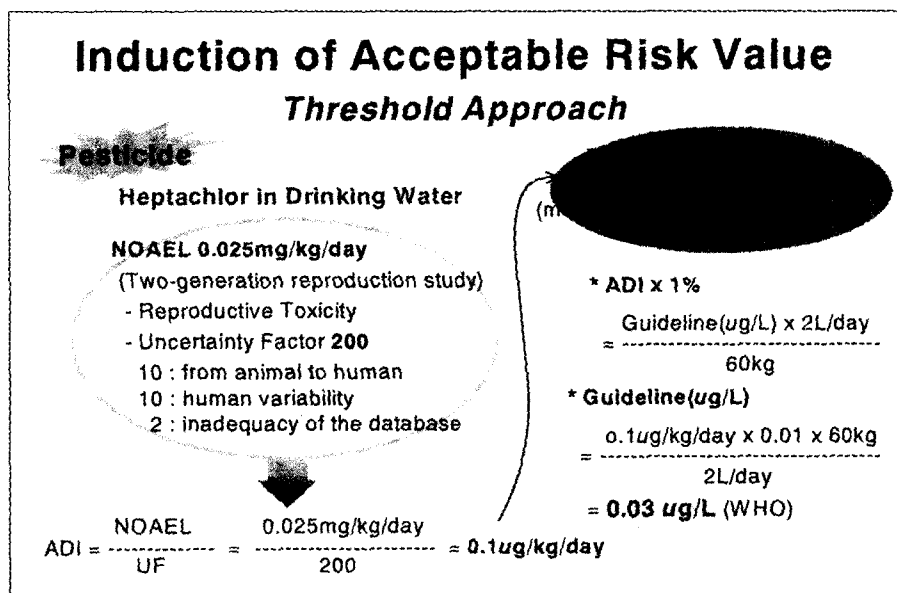 Induction of Acceptable Risk Value
Threshold Approach
Pesticide
Heptachlor in Drinking Water
NOAEL 0.025mg/kg/day
(Two-generation reproduction study)
- Reproductive Toxicity
- Uncertainty Factor 200
10 : from animal to human
10 : human variability
2 : inadequacy of the database
ADI = NOAEL / UF = 0.025mg/kg/day / 200 = 0.1ug/kg/day
(m
* ADI x 1%
= Guideline(ug/L) x 2L/day / 60kg
* Guideline(ug/L)
= o.1ug/kg/day x 0.01 x 60kg / 2L/day
= 0.03 ug/L (WHO)